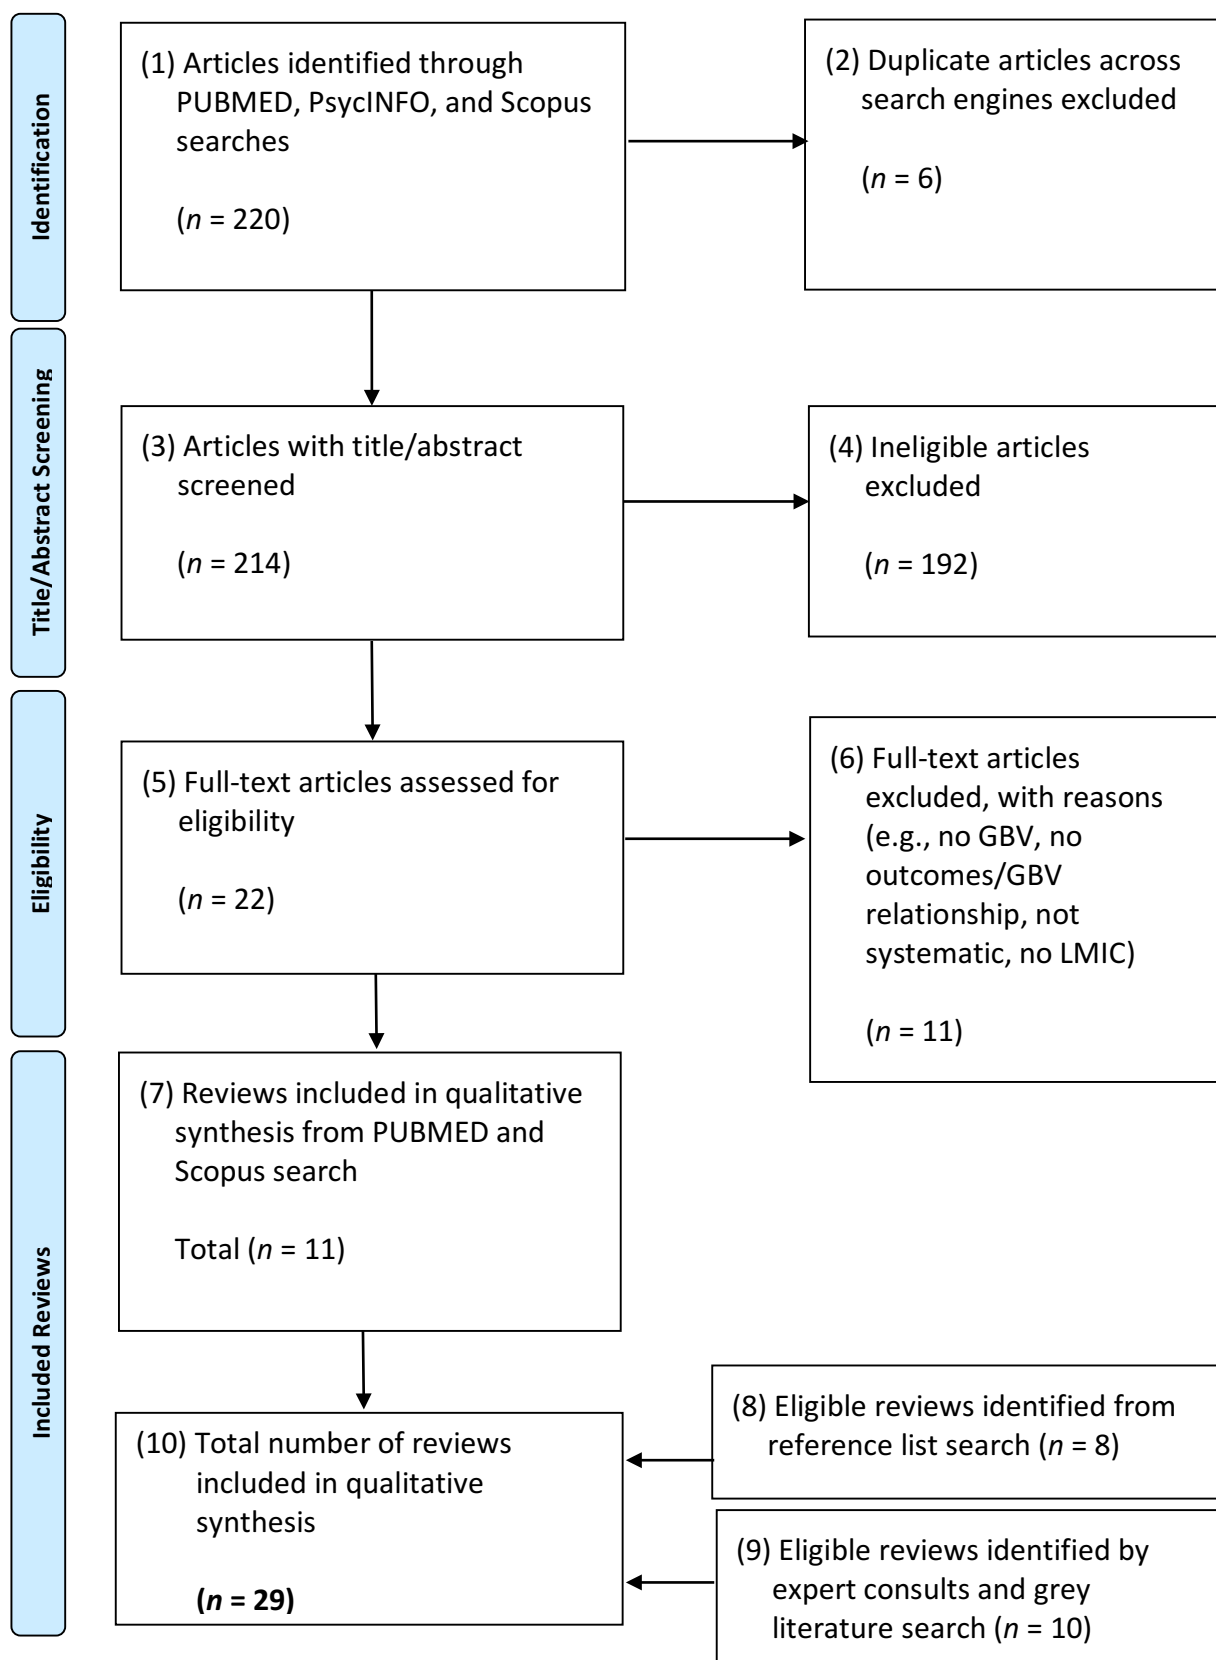 Identification
(1) Articles identified through
PUBMED, PsycINFO, and Scopus
searches
(n = 220)
(2) Duplicate articles across
search engines excluded
(n = 6)
Title/Abstract Screening
(3) Articles with title/abstract
screened
(n = 214)
(4) Ineligible articles
excluded
(n = 192)
Eligibility
(5) Full-text articles assessed for
eligibility
(n = 22)
(6) Full-text articles
excluded, with reasons
(e.g., no GBV, no
outcomes/GBV
relationship, not
systematic, no LMIC)
(n = 11)
Included Reviews
(7) Reviews included in qualitative
synthesis from PUBMED and
Scopus search
Total (n = 11)
(8) Eligible reviews identified from
reference list search (n = 8)
(9) Eligible reviews identified by
expert consults and grey
literature search (n = 10)
(10) Total number of reviews
included in qualitative
synthesis
(n = 29)